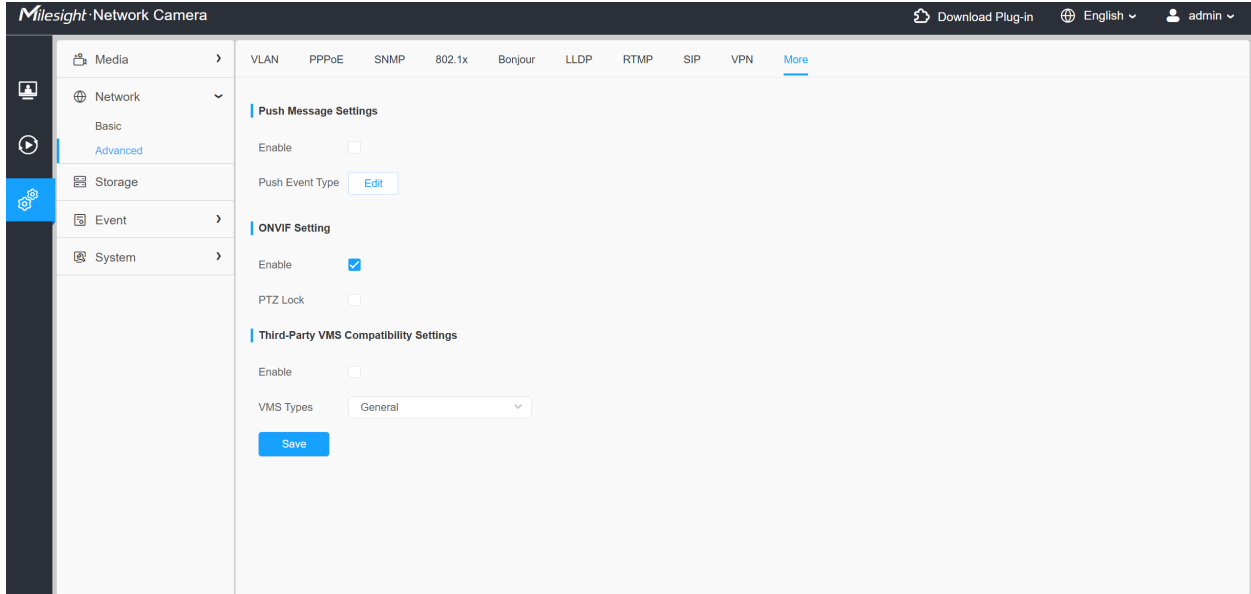 Milesight·Network Camera
Download Plug-in
English
admin
Media
Network
Basic
Advanced
Storage
Event
System
VLAN PPPoE SNMP 802.1x Bonjour LLDP RTMP SIP VPN More
Push Message Settings
Enable
Push Event Type Edit
ONVIF Setting
Enable
PTZ Lock
Third-Party VMS Compatibility Settings
Enable
VMS Types General
Save